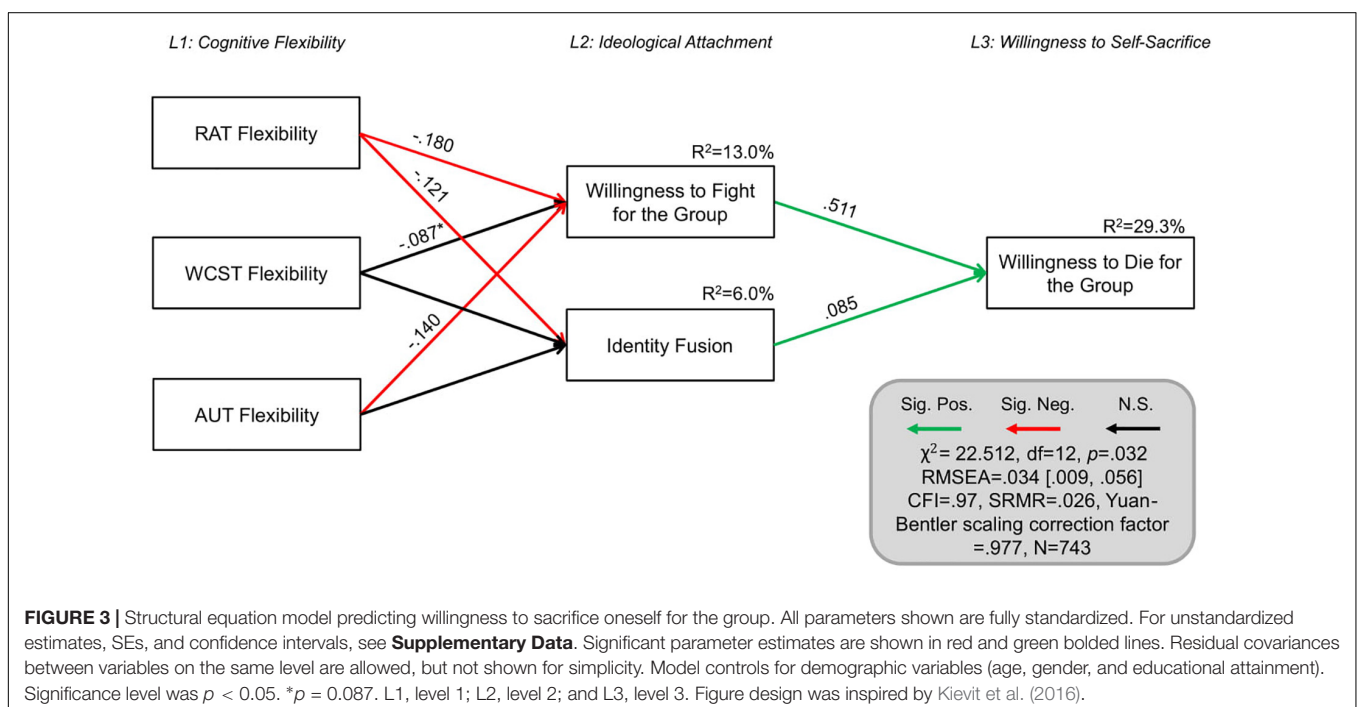 L1: Cognitive Flexibility
L2: Ideological Attachment
L3: Willingness to Self-Sacrifice
RAT Flexibility
WCST Flexibility
AUT Flexibility
-.180
-.121
-.087*
-.140
R²=13.0%
Willingness to Fight
for the Group
R²=6.0%
Identity Fusion
.511
.085
R²=29.3%
Willingness to Die for
the Group
Sig. Pos. Sig. Neg. N.S.
χ²= 22.512, df=12, p=.032
RMSEA=.034 [.009, .056]
CFI=.97, SRMR=.026, Yuan-
Bentler scaling correction factor
=.977, N=743
FIGURE 3 | Structural equation model predicting willingness to sacrifice oneself for the group. All parameters shown are fully standardized. For unstandardized
estimates, SEs, and confidence intervals, see Supplementary Data. Significant parameter estimates are shown in red and green bolded lines. Residual covariances
between variables on the same level are allowed, but not shown for simplicity. Model controls for demographic variables (age, gender, and educational attainment).
Significance level was p < 0.05. *p = 0.087. L1, level 1; L2, level 2; and L3, level 3. Figure design was inspired by Kievit et al. (2016).